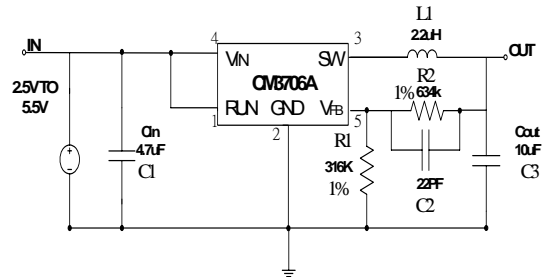 L1
2.2uH
IN
4
3
OUT
VIN
SW
CM3706A
R2
1%
634k
2.5V TO
5.5V
RUN
GND
VFB
1
2
5
Cin
4.7uF
C1
R1
316K
1%
22PF
C2
Cout
10uF
C3